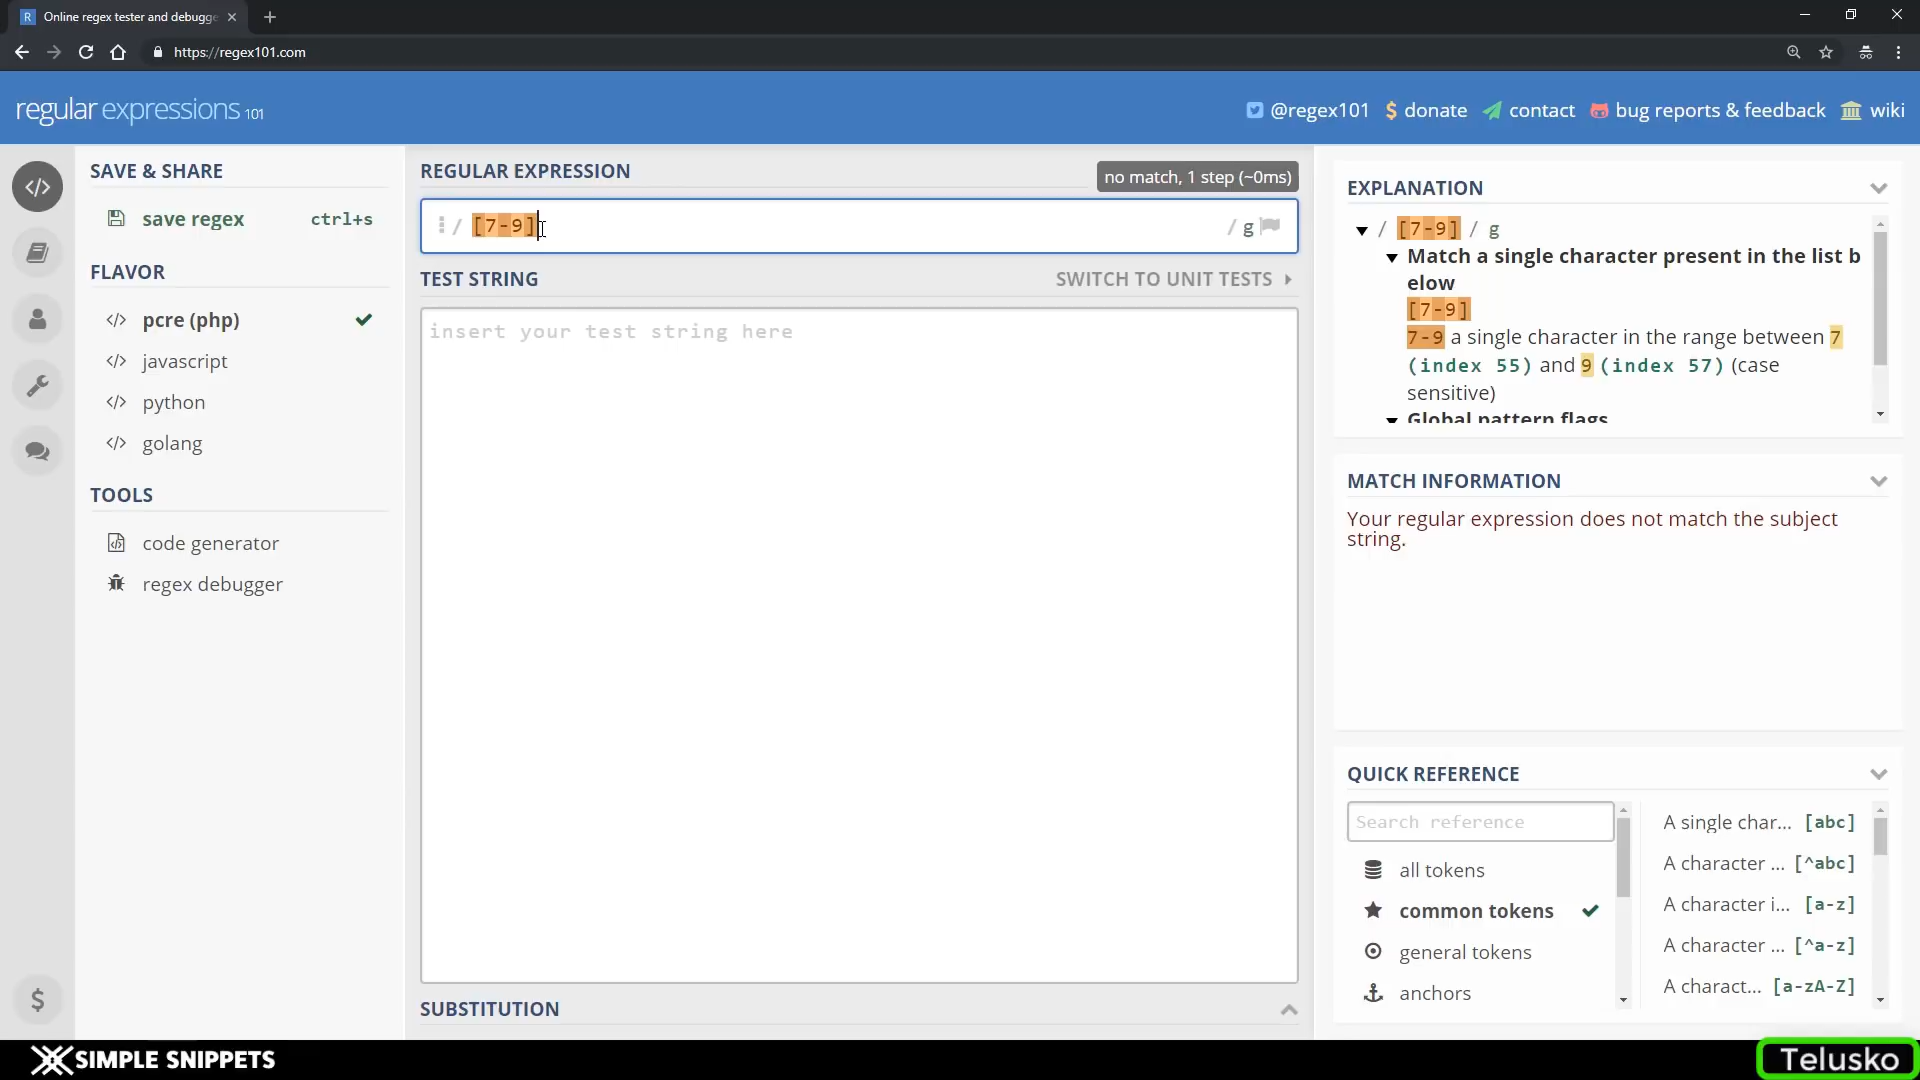 Online regex tester and debugge
https://regex101.com
regular expressions 101
@regex101
donate
contact
bug reports & feedback
wiki
SAVE & SHARE
save regex ctrl+s
FLAVOR
pcre (php)
javascript
python
golang
TOOLS
code generator
regex debugger
REGULAR EXPRESSION
no match, 1 step (~0ms)
/ [7-9] / g
TEST STRING
SWITCH TO UNIT TESTS
insert your test string here
SUBSTITUTION
EXPLANATION
/ [7-9] / g
Match a single character present in the list b
elow
[7-9]
7-9 a single character in the range between 7
(index 55) and 9 (index 57) (case
sensitive)
Global pattern flags
MATCH INFORMATION
Your regular expression does not match the subject
string.
QUICK REFERENCE
Search reference
all tokens
common tokens
general tokens
anchors
A single char... [abc]
A character ... [^abc]
A character i... [a-z]
A character ... [^a-z]
A charact... [a-zA-Z]
$
SIMPLE SNIPPETS
Telusko